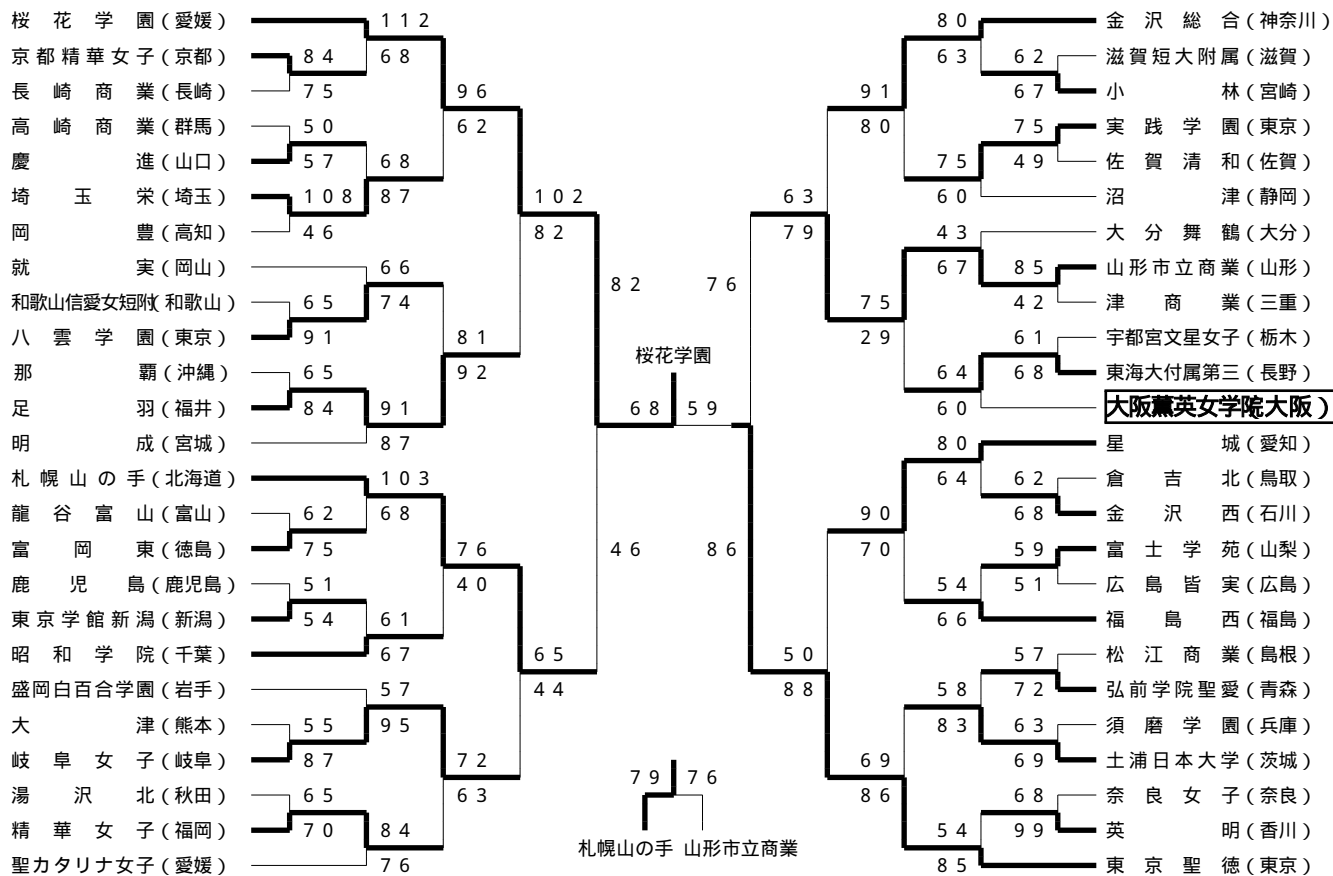 桜花学園(愛媛)
京都精華女子(京都)
長崎商業(長崎)
高崎商業(群馬)
慶進(山口)
埼玉栄(埼玉)
岡豊(高知)
就実(岡山)
和歌山信愛女短附(和歌山)
八雲学園(東京)
那覇(沖縄)
足羽(福井)
明成(宮城)
札幌山の手(北海道)
龍谷富山(富山)
富岡東(徳島)
鹿児島(鹿児島)
東京学館新潟(新潟)
昭和学院(千葉)
盛岡白百合学園(岩手)
大津(熊本)
岐阜女子(岐阜)
湯沢北(秋田)
精華女子(福岡)
聖カタリナ女子(愛媛)
84
75
50
57
108
46
65
91
65
84
62
75
51
54
55
87
65
70
112
68
68
87
66
74
91
87
103
68
61
67
57
95
84
76
96
62
81
92
76
40
72
63
102
82
65
44
82
46
桜花学園
68 59
79 76
札幌山の手 山形市立商業
76
86
63
79
50
88
91
80
75
29
90
70
69
86
80
63
75
60
43
67
64
60
80
64
54
66
58
83
54
85
62
67
75
49
85
42
61
68
62
68
59
51
57
72
63
69
68
99
金沢総合(神奈川)
滋賀短大附属(滋賀)
小林(宮崎)
実践学園(東京)
佐賀清和(佐賀)
沼津(静岡)
大分舞鶴(大分)
山形市立商業(山形)
津商業(三重)
宇都宮文星女子(栃木)
東海大付属第三(長野)
大阪薫英女学院(大阪)
星城(愛知)
倉吉北(鳥取)
金沢西(石川)
富士学苑(山梨)
広島皆実(広島)
福島西(福島)
松江商業(島根)
弘前学院聖愛(青森)
須磨学園(兵庫)
土浦日本大学(茨城)
奈良女子(奈良)
英明(香川)
東京聖徳(東京)